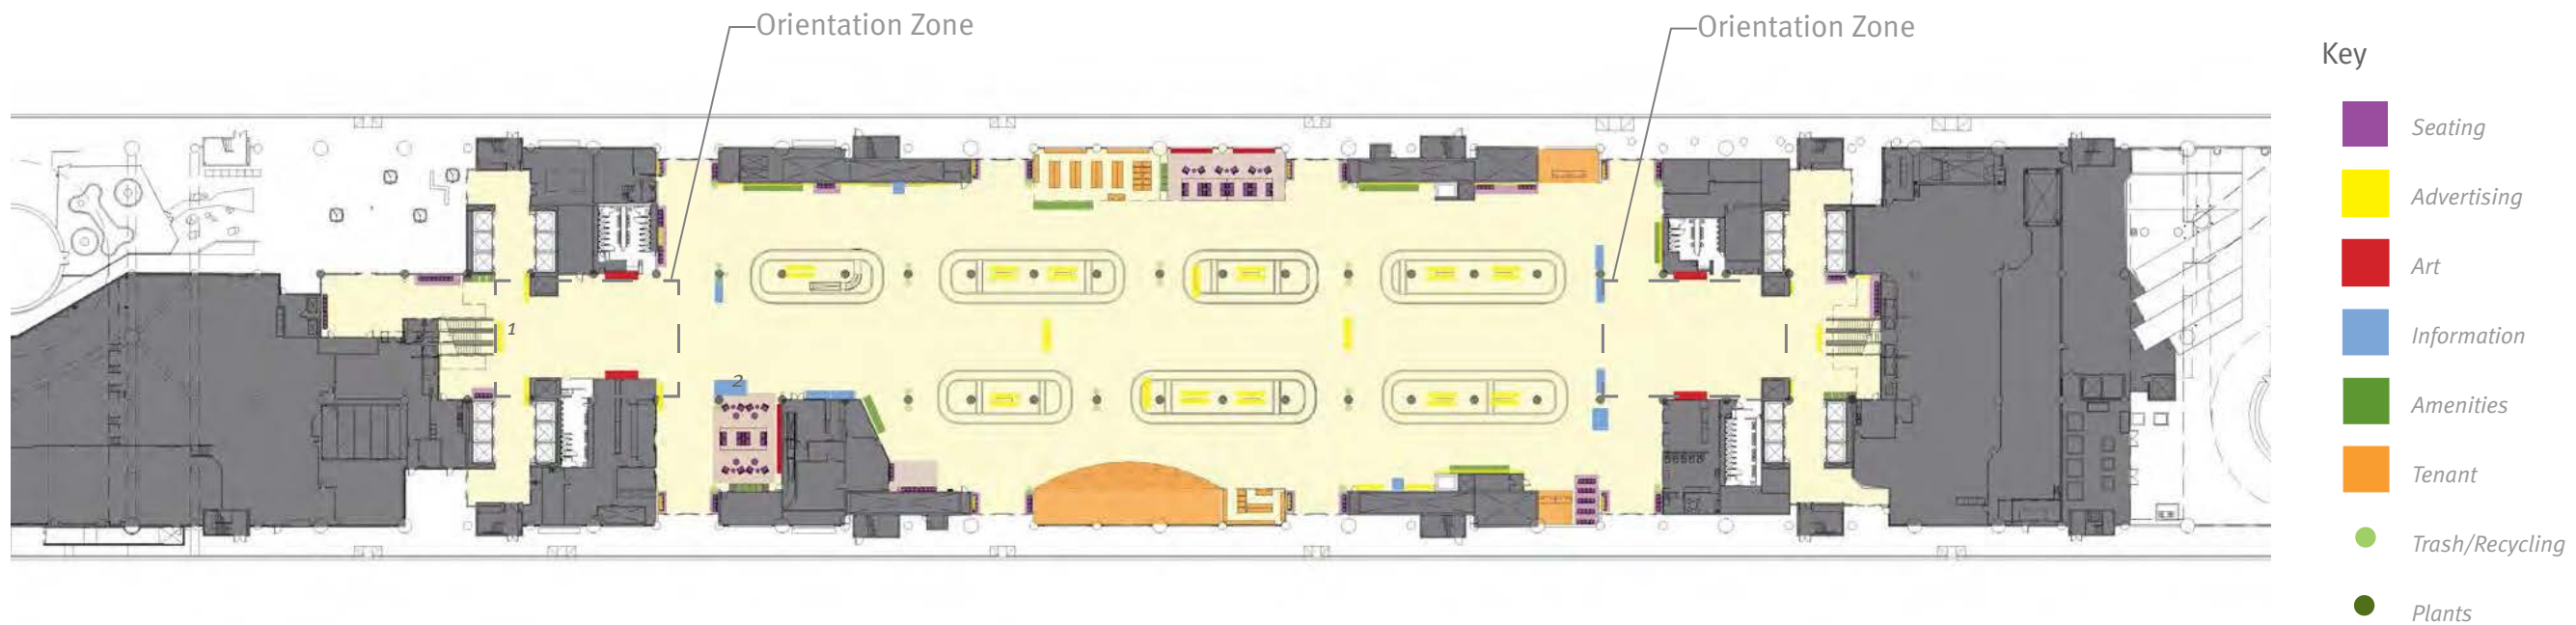 Orientation Zone
Orientation Zone
Key
Seating
Advertising
Art
Information
Amenities
Tenant
Trash/Recycling
Plants
1
2